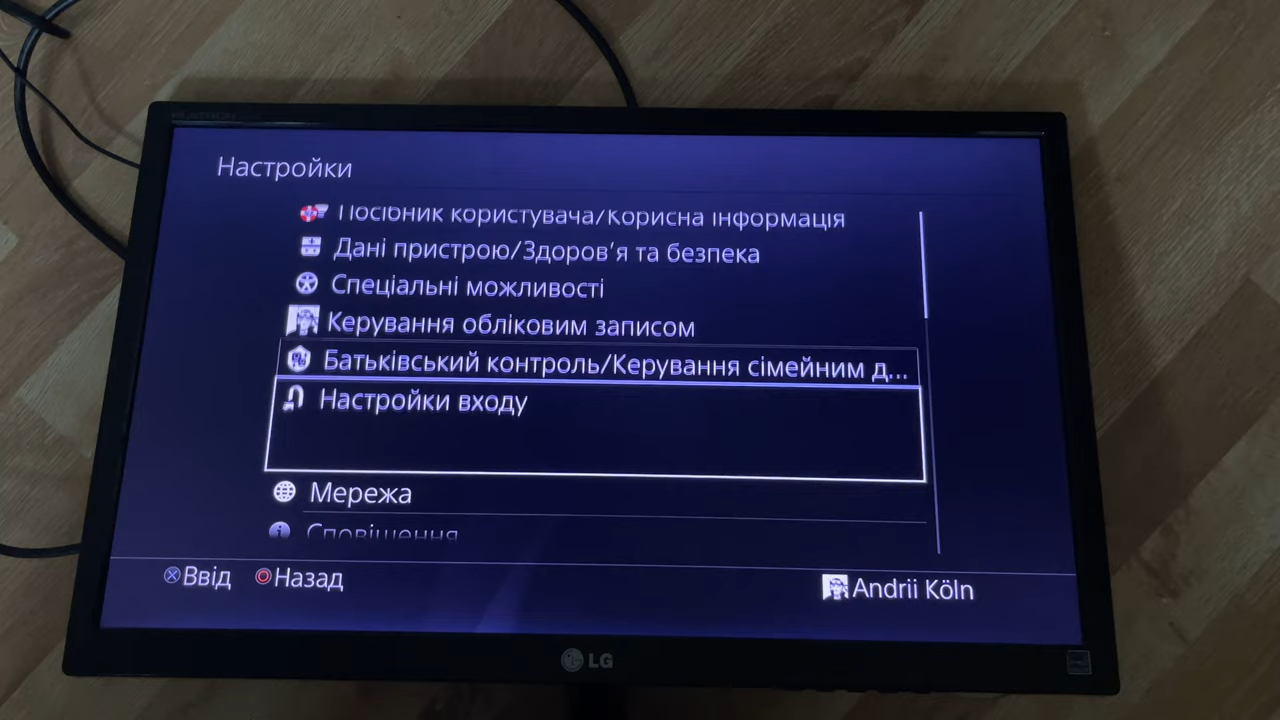 Настройки
Посібник користувача/Корисна інформація
Дані пристрою/Здоров’я та безпека
Спеціальні можливості
Керування обліковим записом
Батьківський контроль/Керування сімейним д...
Настройки входу
Мережа
Сповіщення
Ввід
Назад
Andrii Köln
LG